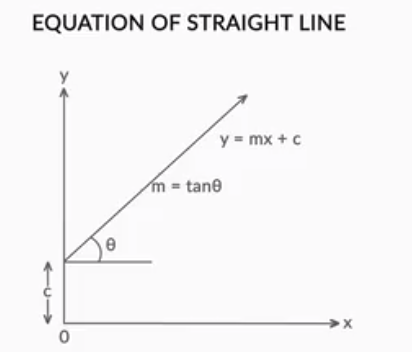 EQUATION OF STRAIGHT LINE
y
y = mx + c
m = tanθ
θ
c
x
0